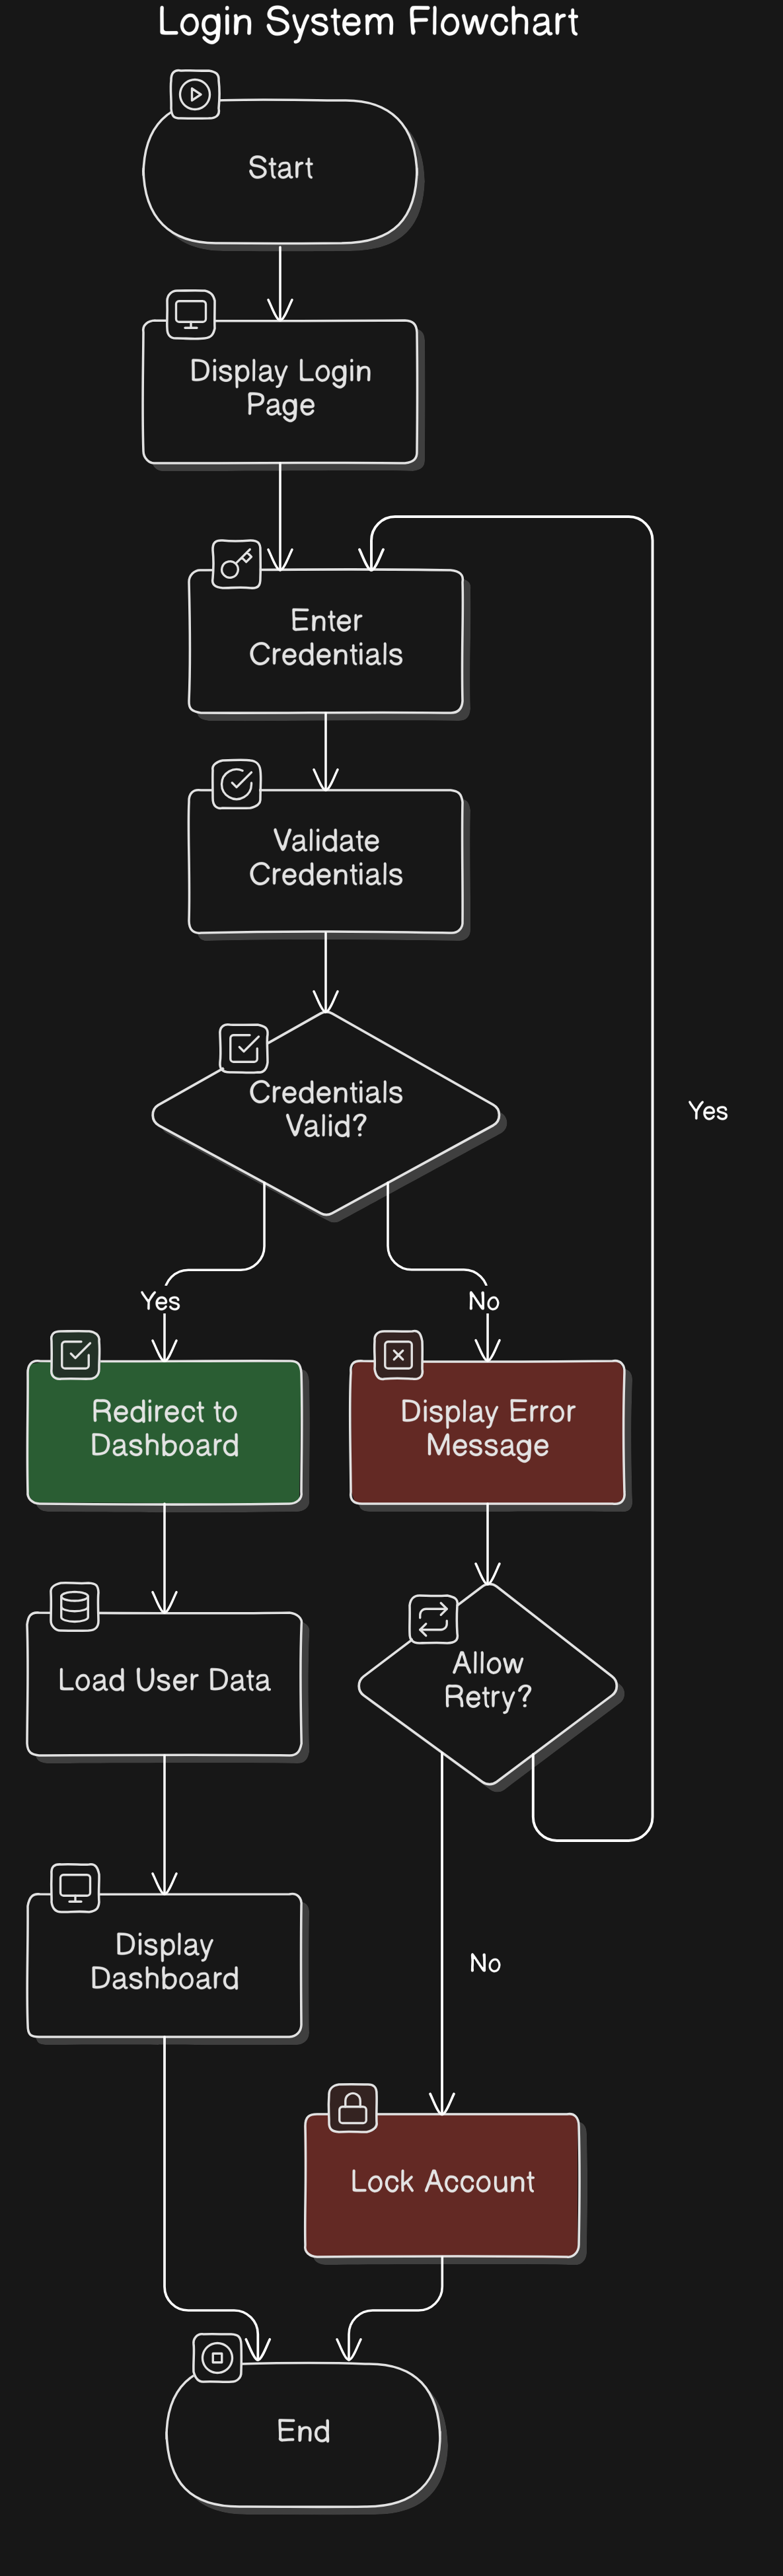 Login System Flowchart
Start
Display Login
Page
Enter
Credentials
Validate
Credentials
Credentials
Valid?
Yes
Yes
No
Redirect to
Dashboard
Display Error
Message
Load User Data
Allow
Retry?
Display
Dashboard
No
Lock Account
End